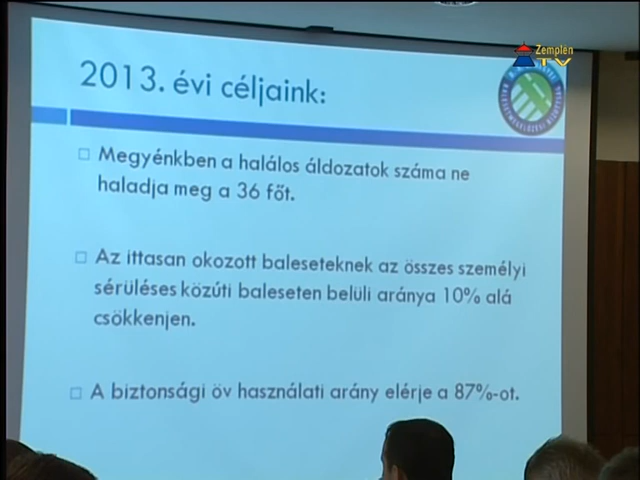 Zemplén
TV
2013. évi céljaink:
Megyénkben a halálos áldozatok száma ne
haladja meg a 36 főt.
Az ittasan okozott baleseteknek az összes személyi
sérüléses közúti baleseten belüli aránya 10% alá
csökkenjen.
A biztonsági öv használati arány elérje a 87%-ot.